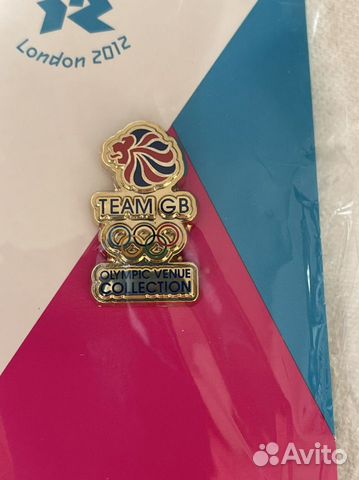 London 2012
TEAM GB
OLYMPIC VENUE
COLLECTION
Avito